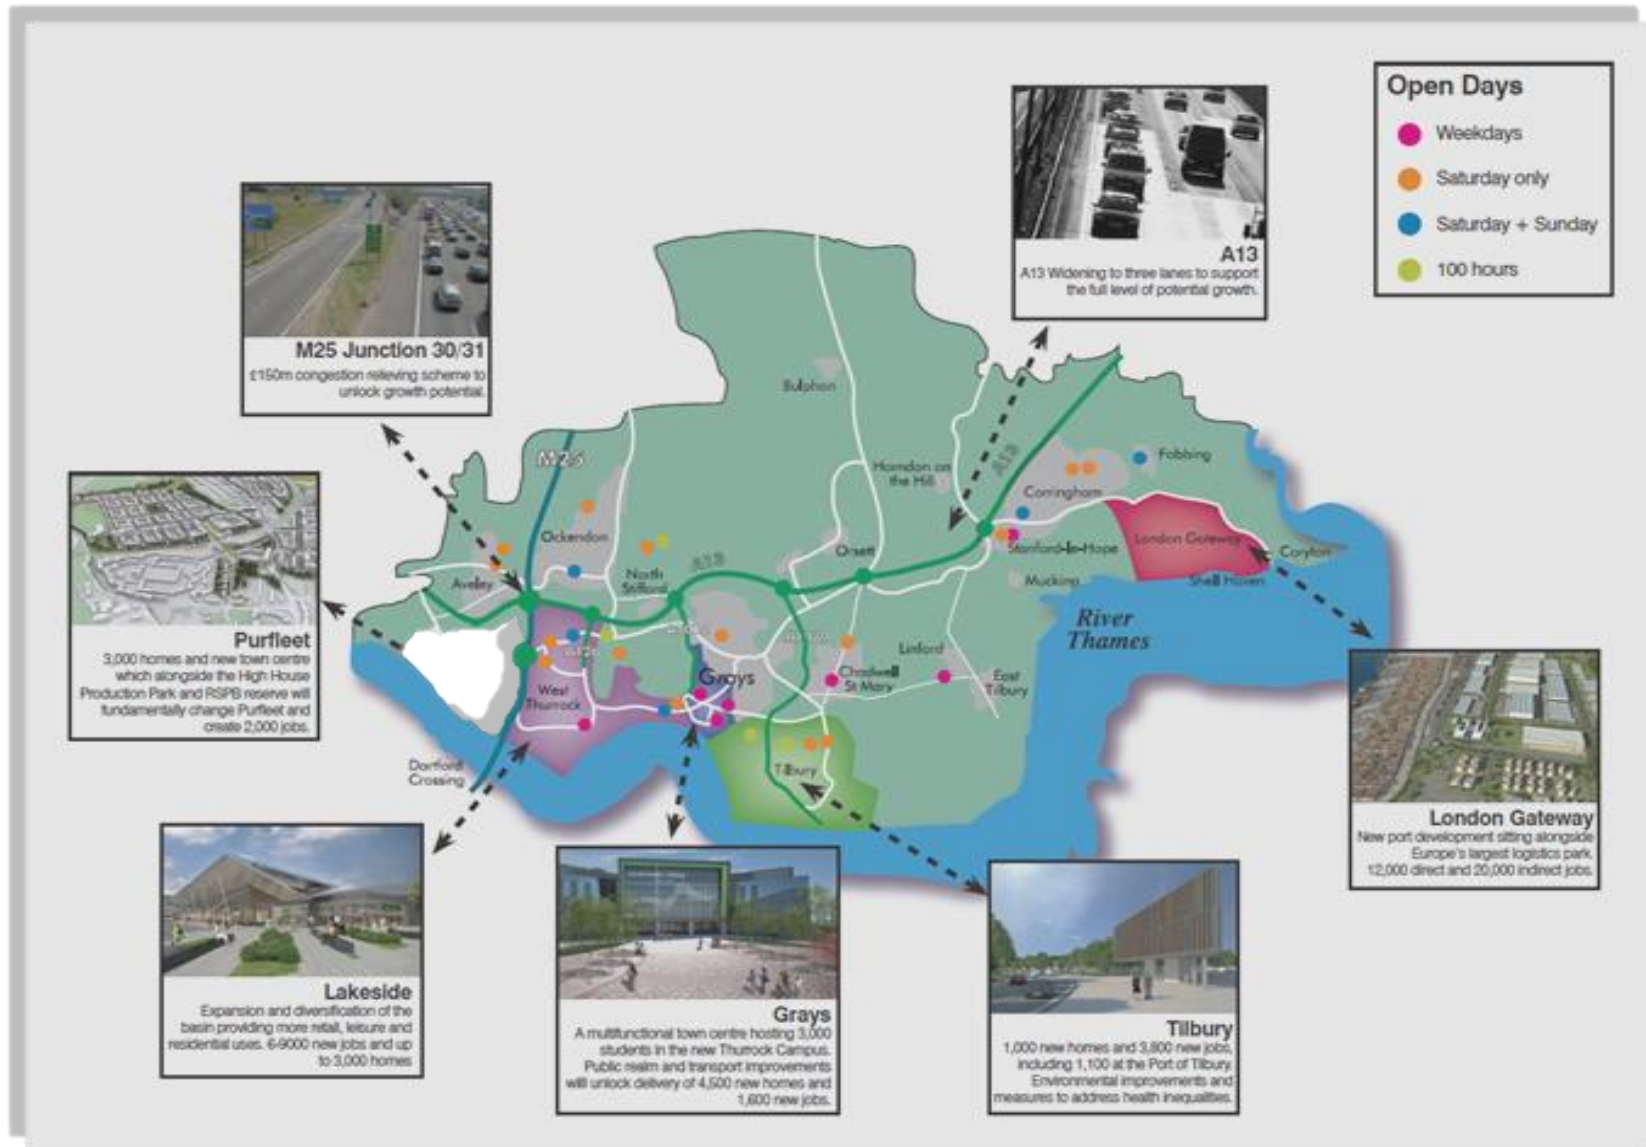 Open Days
Weekdays
Saturday only
Saturday + Sunday
100 hours
A13
A13 Widening to three lanes to support
the full level of potential growth.
M25 Junction 30/31
£150m congestion relieving scheme to
unlock growth potential.
Purfleet
3,000 homes and new town centre
which alongside the High House
Production Park and RSPB reserve will
fundamentally change Purfleet and
create 2,000 jobs.
Bulphan
M25
Horndon on
the Hill
A13
Fobbing
Corringham
Ockendon
Orsett
Stanford-in-Hope
London Gateway
Coryton
Aveley
North
Stifford
A13
Mucking
Shell Haven
River
Thames
A126
Linford
Grays
Chadwell
St Mary
East
Tilbury
West
Thurrock
Tilbury
Dartford
Crossing
London Gateway
New port development sitting alongside
Europe's largest logistics park.
12,000 direct and 20,000 indirect jobs.
Lakeside
Expansion and diversification of the
basin providing more retail, leisure and
residential uses. 6-9000 new jobs and up
to 3,000 homes
Grays
A multifunctional town centre hosting 3,000
students in the new Thurrock Campus.
Public realm and transport improvements
will unlock delivery of 4,500 new homes and
1,600 new jobs.
Tilbury
1,000 new homes and 3,800 new jobs,
including 1,100 at the Port of Tilbury.
Environmental improvements and
measures to address health inequalities.